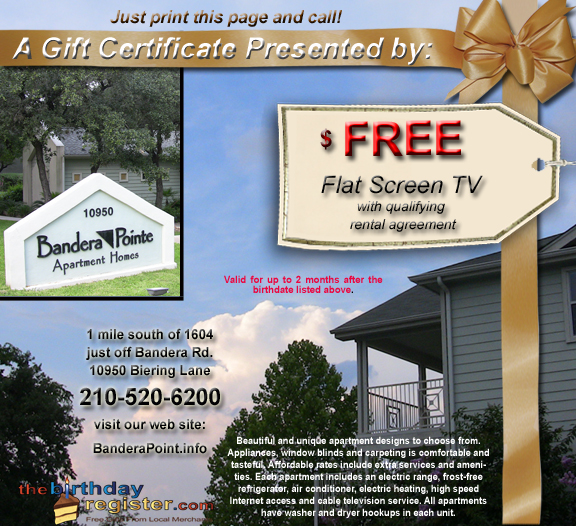 Just print this page and call!
A Gift Certificate Presented by:
10950
Bandera Pointe
Apartment Homes
$ FREE
Flat Screen TV
with qualifying
rental agreement
Valid for up to 2 months after the
birthdate listed above.
1 mile south of 1604
just off Bandera Rd.
10950 Biering Lane
210-520-6200
visit our web site:
BanderaPoint.info
Beautiful and unique apartment designs to choose from.
Appliances, window blinds and carpeting is comfortable and
tasteful. Affordable rates include extra services and ameni-
ties. Each apartment includes an electric range, frost-free
refrigerater, air conditioner, electric heating, high speed
Internet access and cable television service. All apartments
have washer and dryer hookups in each unit.
thebirthday
register.com
From Local Merchants